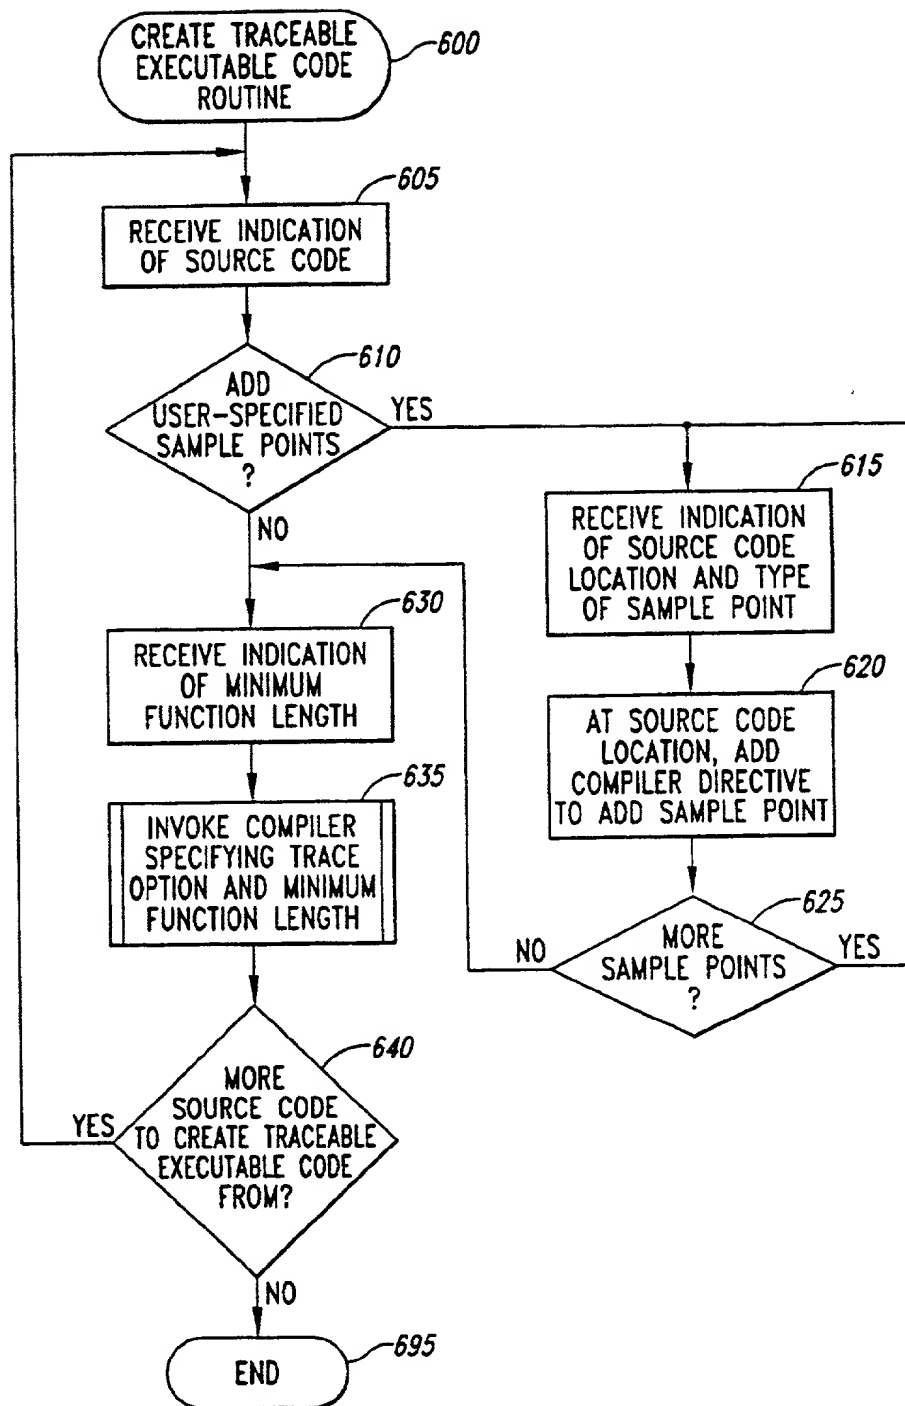 CREATE TRACEABLE
EXECUTABLE CODE
ROUTINE
600
605
RECEIVE INDICATION
OF SOURCE CODE
610
ADD
USER-SPECIFIED
SAMPLE POINTS
?
YES
NO
615
RECEIVE INDICATION
OF SOURCE CODE
LOCATION AND TYPE
OF SAMPLE POINT
620
AT SOURCE CODE
LOCATION, ADD
COMPILER DIRECTIVE
TO ADD SAMPLE POINT
625
MORE
SAMPLE POINTS
?
NO
YES
630
RECEIVE INDICATION
OF MINIMUM
FUNCTION LENGTH
635
INVOKE COMPILER
SPECIFYING TRACE
OPTION AND MINIMUM
FUNCTION LENGTH
640
MORE
SOURCE CODE
TO CREATE TRACEABLE
EXECUTABLE CODE
FROM?
YES
NO
695
END